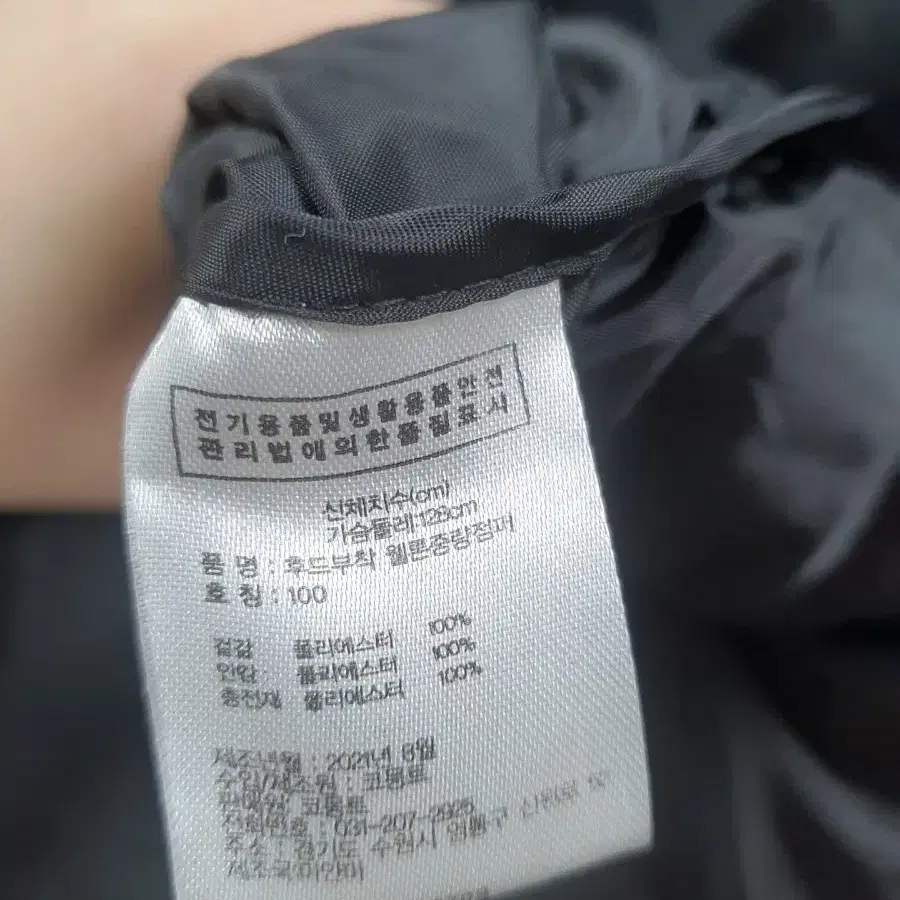 전기용품및생활용품안전
관리법에의한품질표시
신체치수(cm)
가슴둘레:128cm
품 명 : 후드부착 웰론중량점퍼
호 칭 : 100
겉감 폴리에스터 100%
안감 : 폴리에스터 100%
충전재 폴리에스터 100%
제조년월 : 2021년 8월
수입/제조원 : 코몽트
판매원 코몽트
전화번호 : 031-207-2925
주소 : 경기도 수원시 영통구 신원로
제조국미얀마